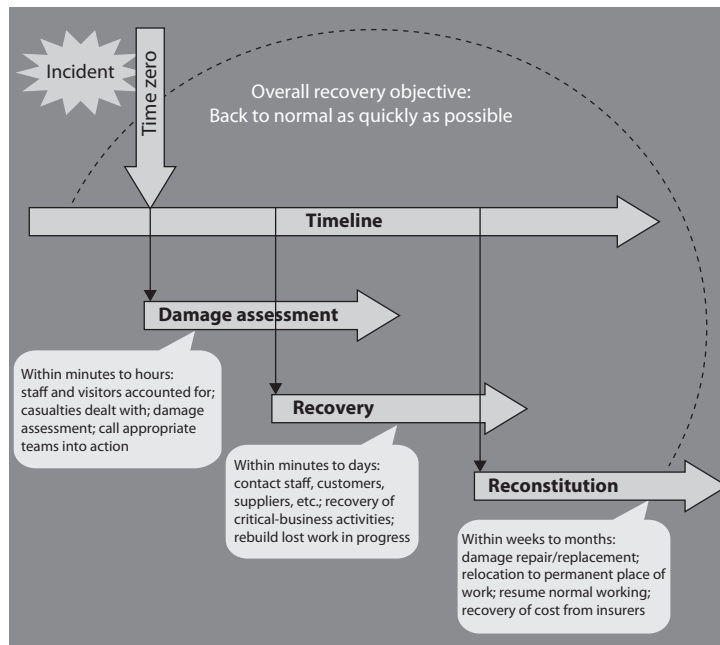 Incident
Time zero
Overall recovery objective:
Back to normal as quickly as possible
Timeline
Damage assessment
Within minutes to hours:
staff and visitors accounted for;
casualties dealt with; damage
assessment; call appropriate
teams into action
Recovery
Within minutes to days:
contact staff, customers,
suppliers, etc.; recovery of
critical-business activities;
rebuild lost work in progress
Reconstitution
Within weeks to months:
damage repair/replacement;
relocation to permanent place of
work; resume normal working;
recovery of cost from insurers